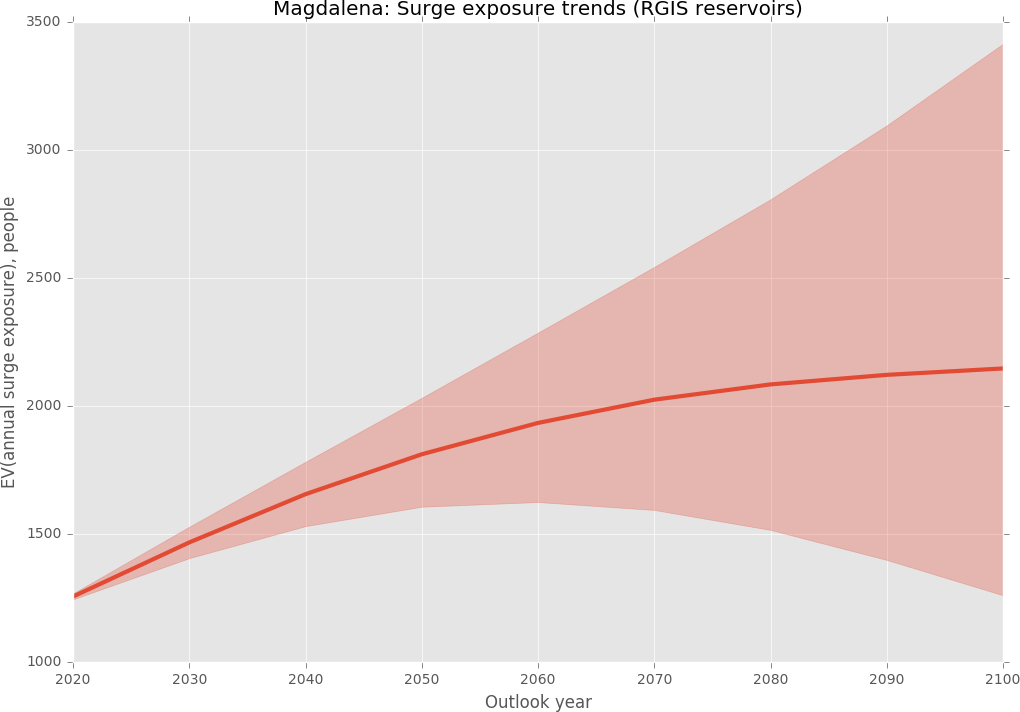 Magdalena: Surge exposure trends (RGIS reservoirs)
3500
3000
2500
2000
1500
1000
EV(annual surge exposure), people
2020 2030 2040 2050 2060 2070 2080 2090 2100
Outlook year